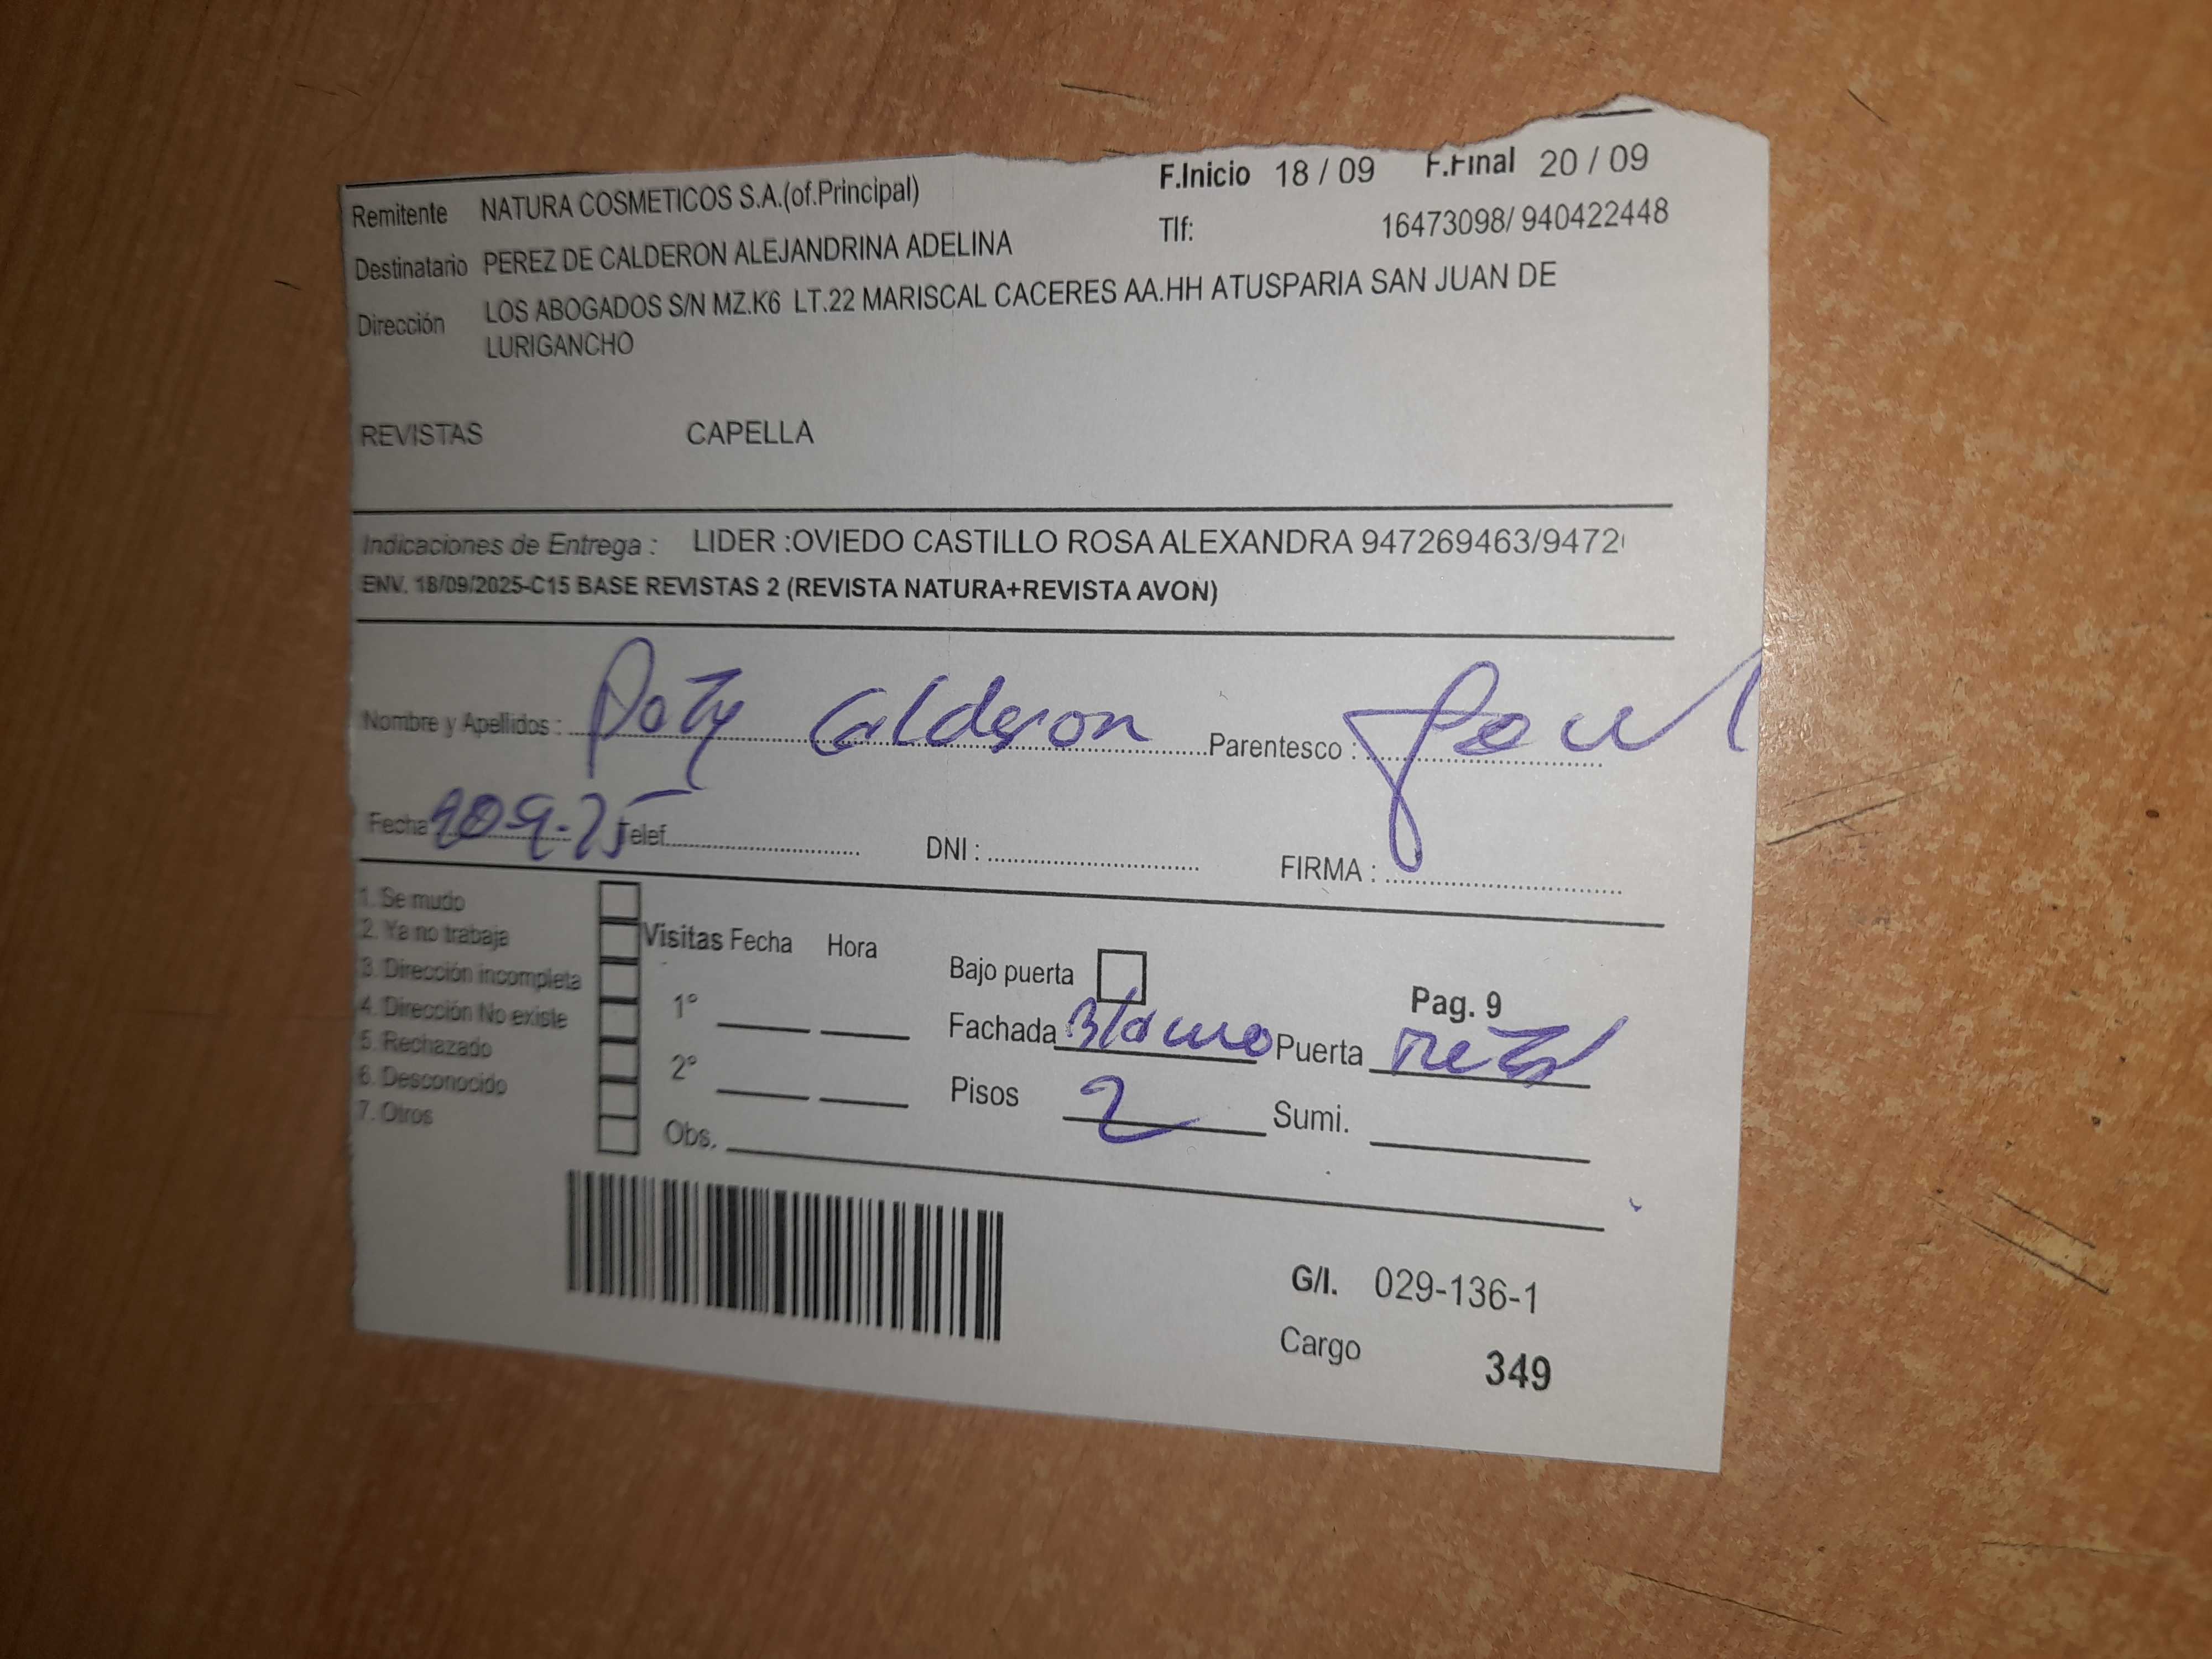 F.Inicio 18 / 09 F.Final 20 / 09
Remitente NATURA COSMETICOS S.A.(of.Principal)
Tlf: 16473098/ 940422448
Destinatario PEREZ DE CALDERON ALEJANDRINA ADELINA
Dirección LOS ABOGADOS S/N MZ.K6 LT.22 MARISCAL CACERES AA.HH ATUSPARIA SAN JUAN DE
LURIGANCHO
REVISTAS CAPELLA
Indicaciones de Entrega : LIDER :OVIEDO CASTILLO ROSA ALEXANDRA 947269463/9472
ENV. 18/09/2025-C15 BASE REVISTAS 2 (REVISTA NATURA+REVISTA AVON)
Nombre y Apellidos : Paty Calderon Parentesco :
Fecha Telef. DNI : FIRMA :
1. Se mudo
2. Ya no trabaja
3. Dirección incompleta
4. Dirección No existe
5. Rechazado
6. Desconocido
7. Otros
Visitas Fecha Hora
1°
2°
Obs.
Bajo puerta
Pag. 9
Fachada Blanco Puerta Metal
Pisos 2 Sumi.
G/I. 029-136-1
Cargo 349